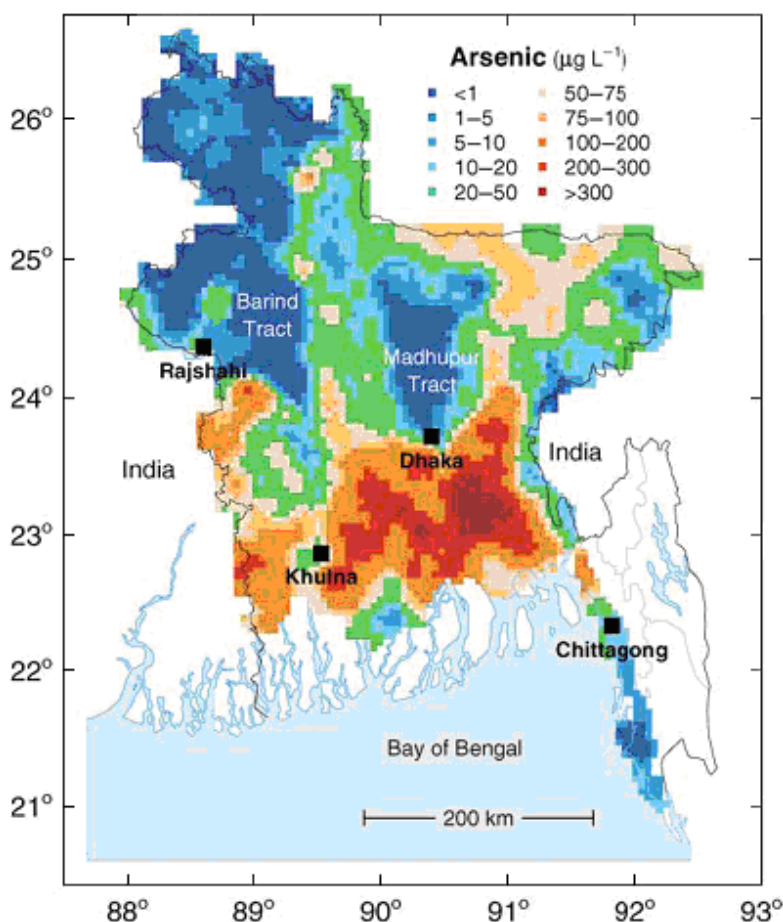 Arsenic (µg L⁻¹)
<1
1–5
5–10
10–20
20–50
50–75
75–100
100–200
200–300
>300
26°
25°
24°
23°
22°
21°
Barind
Tract
Madhupur
Tract
Rajshahi
Dhaka
India
India
Khulna
Chittagong
Bay of Bengal
200 km
88°
89°
90°
91°
92°
93°